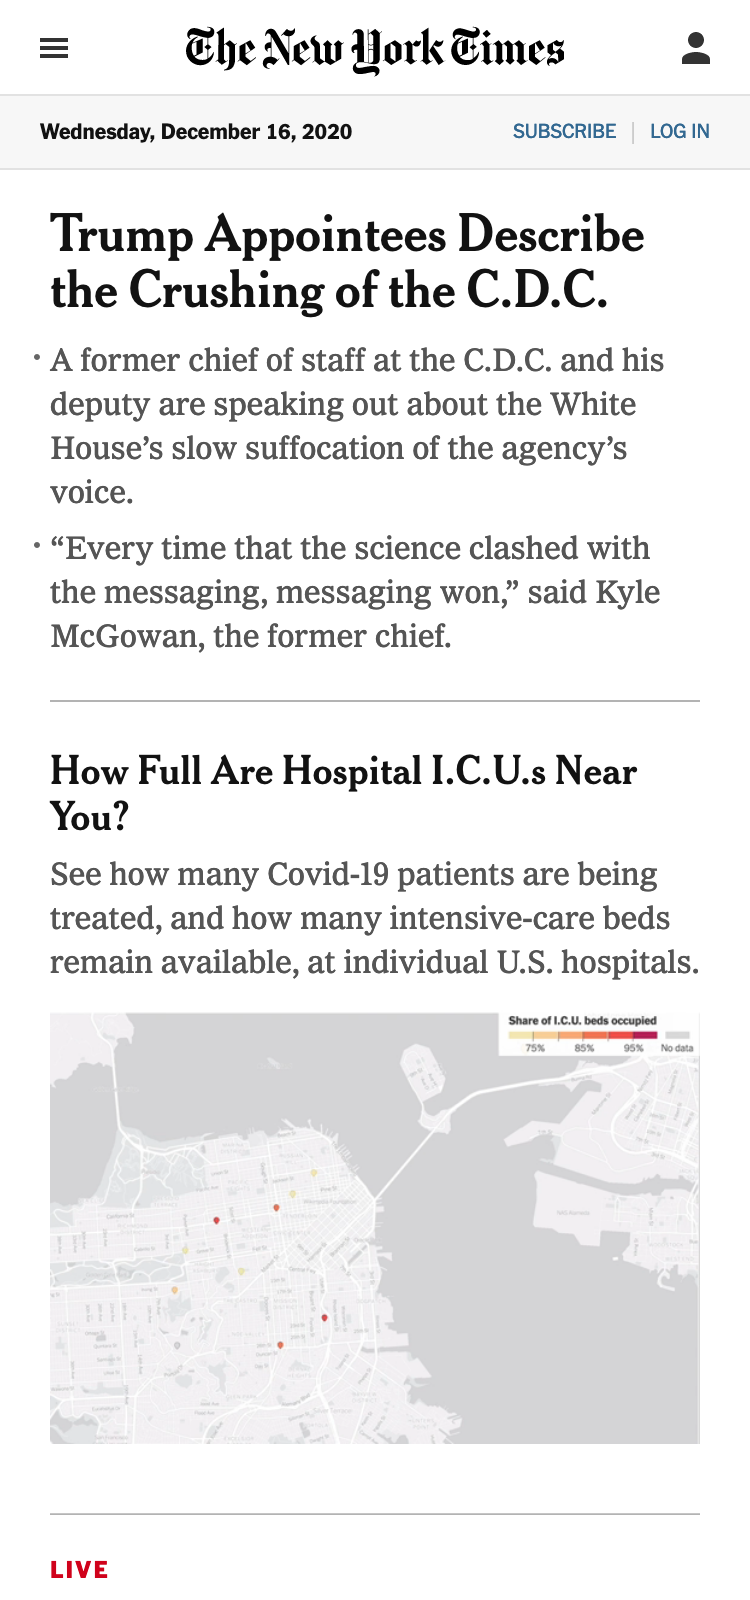 The New York Times
Wednesday, December 16, 2020
SUBSCRIBE
LOG IN
Trump Appointees Describe
the Crushing of the C.D.C.
• A former chief of staff at the C.D.C. and his
deputy are speaking out about the White
House’s slow suffocation of the agency’s
voice.
• “Every time that the science clashed with
the messaging, messaging won,” said Kyle
McGowan, the former chief.
How Full Are Hospital I.C.U.s Near
You?
See how many Covid-19 patients are being
treated, and how many intensive-care beds
remain available, at individual U.S. hospitals.
Share of I.C.U. beds occupied
75% 85% 95% No data
LIVE